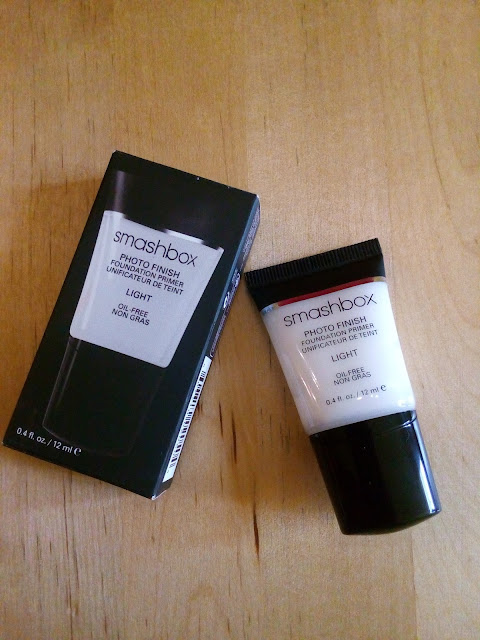 smashbox
PHOTO FINISH
FOUNDATION PRIMER
UNIFICATEUR DE TEINT
LIGHT
OIL-FREE
NON GRAS
0.4 fl. oz. / 12 ml ℮
smashbox
PHOTO FINISH
FOUNDATION PRIMER
UNIFICATEUR DE TEINT
LIGHT
OIL-FREE
NON GRAS
0.4 fl. oz. / 12 ml ℮